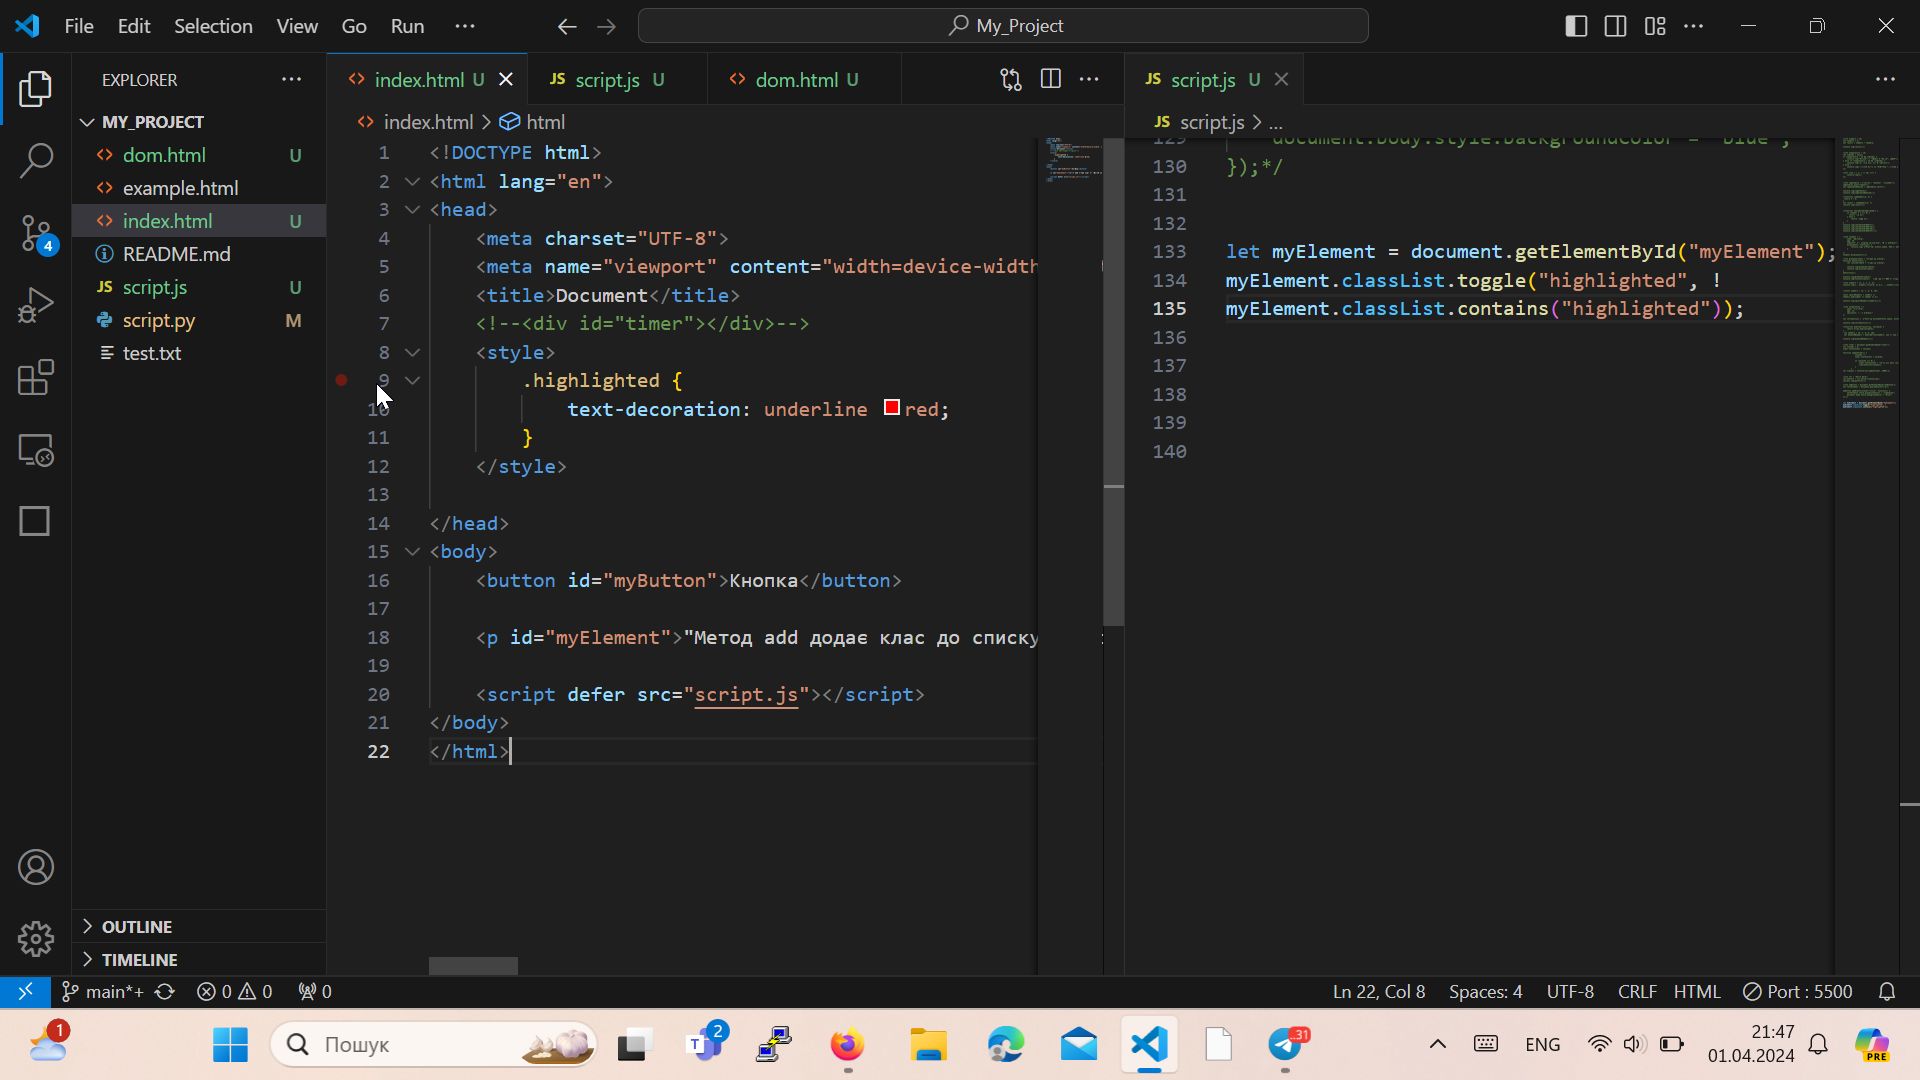 File Edit Selection View Go Run ···
My_Project
EXPLORER ···
MY_PROJECT
dom.html U
example.html
index.html U
README.md
script.js U
script.py M
test.txt
OUTLINE
TIMELINE
4
index.html U
JS script.js U
dom.html U
index.html > html
1 <!DOCTYPE html>
2 <html lang="en">
3 <head>
4 <meta charset="UTF-8">
5 <meta name="viewport" content="width=device-width
6 <title>Document</title>
7 <!--<div id="timer"></div>-->
8 <style>
9 .highlighted {
10 text-decoration: underline red;
11 }
12 </style>
13
14 </head>
15 <body>
16 <button id="myButton">Кнопка</button>
17
18 <p id="myElement">"Метод add додає клас до списку
19
20 <script defer src="script.js"></script>
21 </body>
22 </html>
JS script.js U
JS script.js > ...
129 document.body.style.backgroundColor = "blue";
130 });*/
131
132
133 let myElement = document.getElementById("myElement");
134 myElement.classList.toggle("highlighted", !
135 myElement.classList.contains("highlighted"));
136
137
138
139
140
main*+ 0 0 0
Ln 22, Col 8 Spaces: 4 UTF-8 CRLF HTML Port : 5500
1
Пошук
2
T
31
ENG
21:47
01.04.2024
PRE